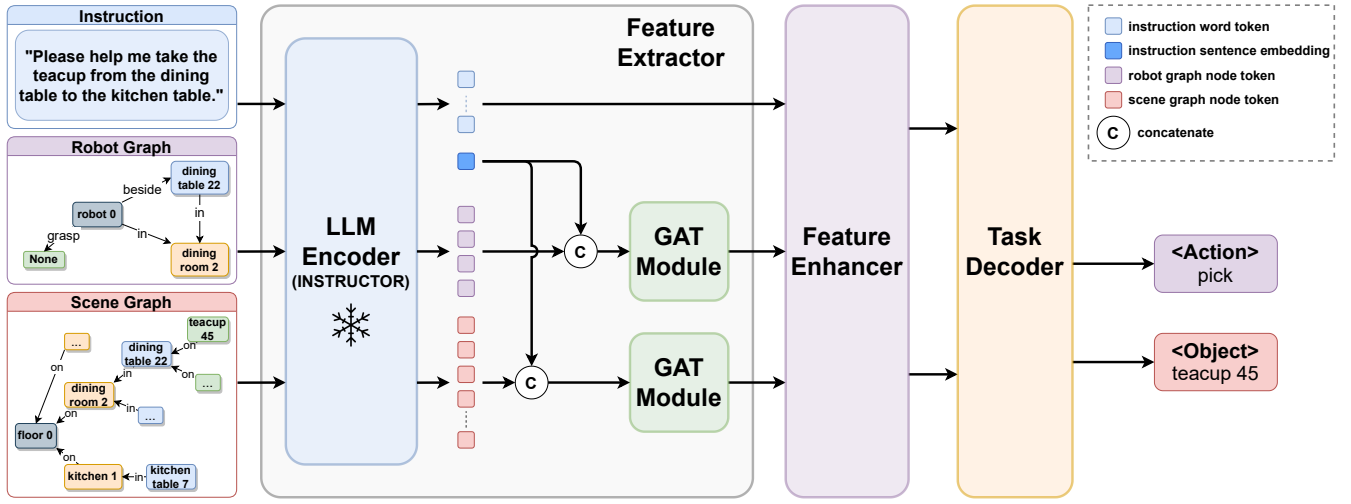 Instruction
"Please help me take the
teacup from the dining
table to the kitchen table."
Robot Graph
dining
table 22
beside
robot 0
in
in
grasp
None
dining
room 2
Scene Graph
teacup
45
...
on
dining
table 22
on
on
...
in
dining
room 2
in
...
on
floor 0
on
kitchen 1
in
kitchen
table 7
Feature
Extractor
LLM
Encoder
(INSTRUCTOR)
C
C
GAT
Module
GAT
Module
Feature
Enhancer
Task
Decoder
instruction word token
instruction sentence embedding
robot graph node token
scene graph node token
C
concatenate
<Action>
pick
<Object>
teacup 45